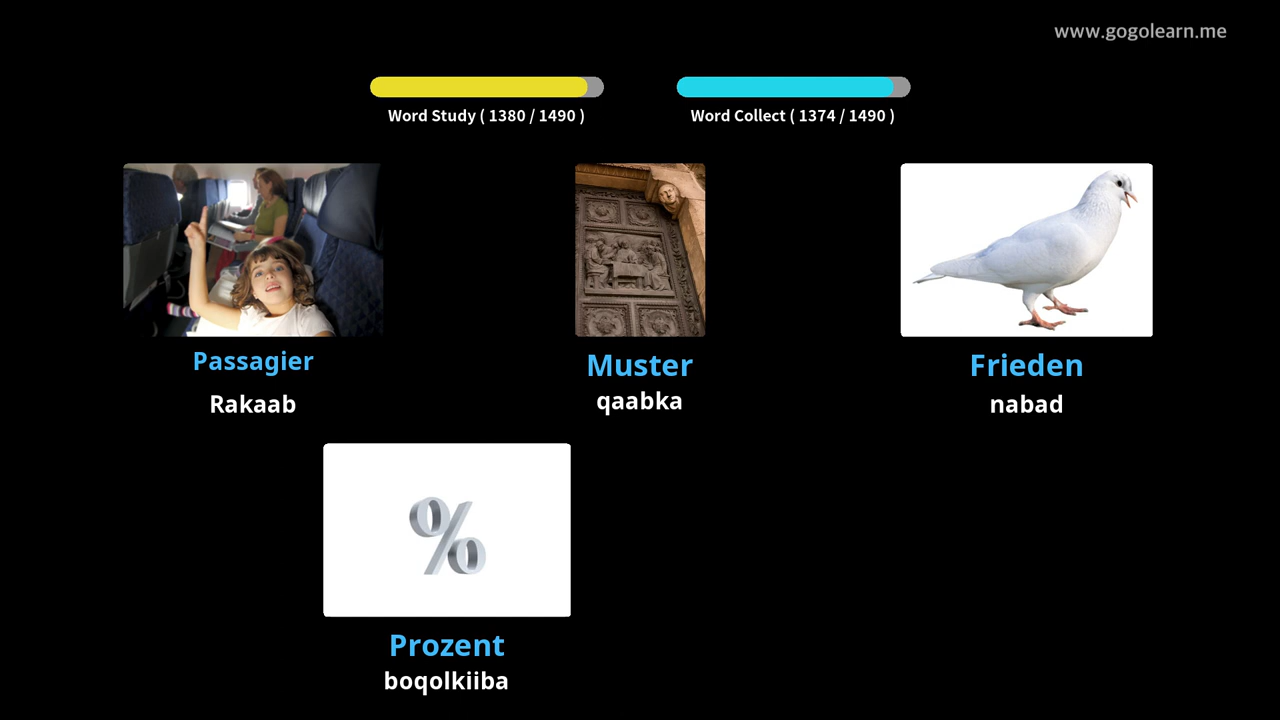 www.gogolearn.me
Word Study ( 1380 / 1490 )
Word Collect ( 1374 / 1490 )
Passagier
Rakaab
Muster
qaabka
Frieden
nabad
%
Prozent
boqolkiiba